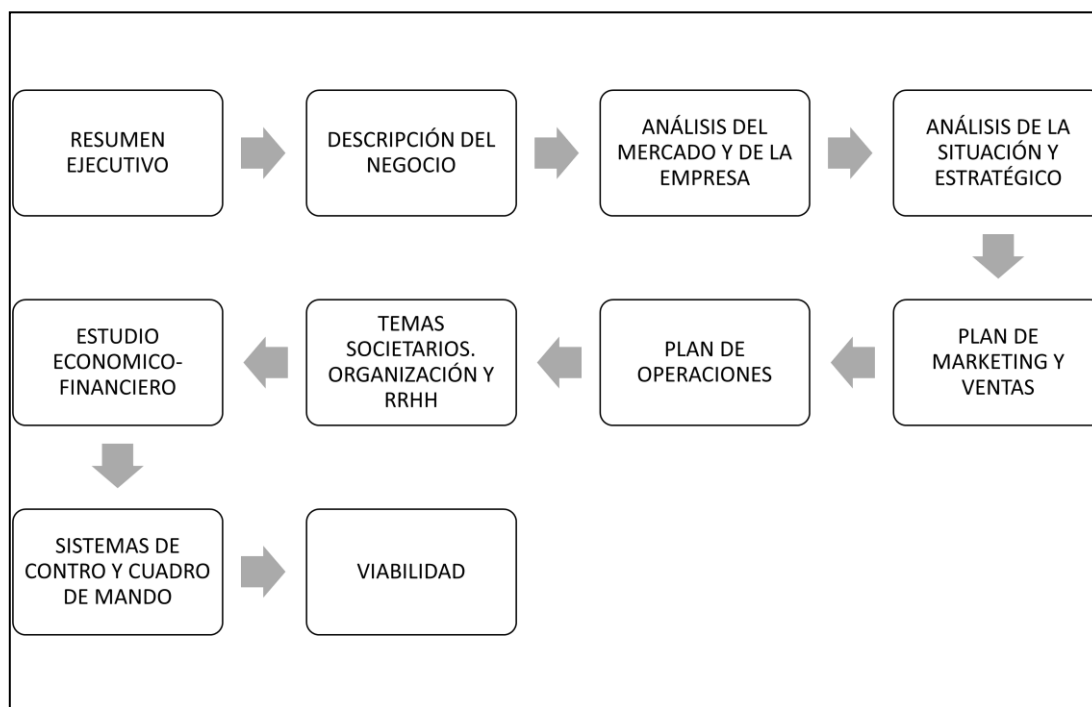 RESUMEN
EJECUTIVO
DESCRIPCIÓN DEL
NEGOCIO
ANÁLISIS DEL
MERCADO Y DE LA
EMPRESA
ANÁLISIS DE LA
SITUACIÓN Y
ESTRATÉGICO
PLAN DE
MARKETING Y
VENTAS
PLAN DE
OPERACIONES
TEMAS
SOCIETARIOS.
ORGANIZACIÓN Y
RRHH
ESTUDIO
ECONOMICO-
FINANCIERO
SISTEMAS DE
CONTRO Y CUADRO
DE MANDO
VIABILIDAD